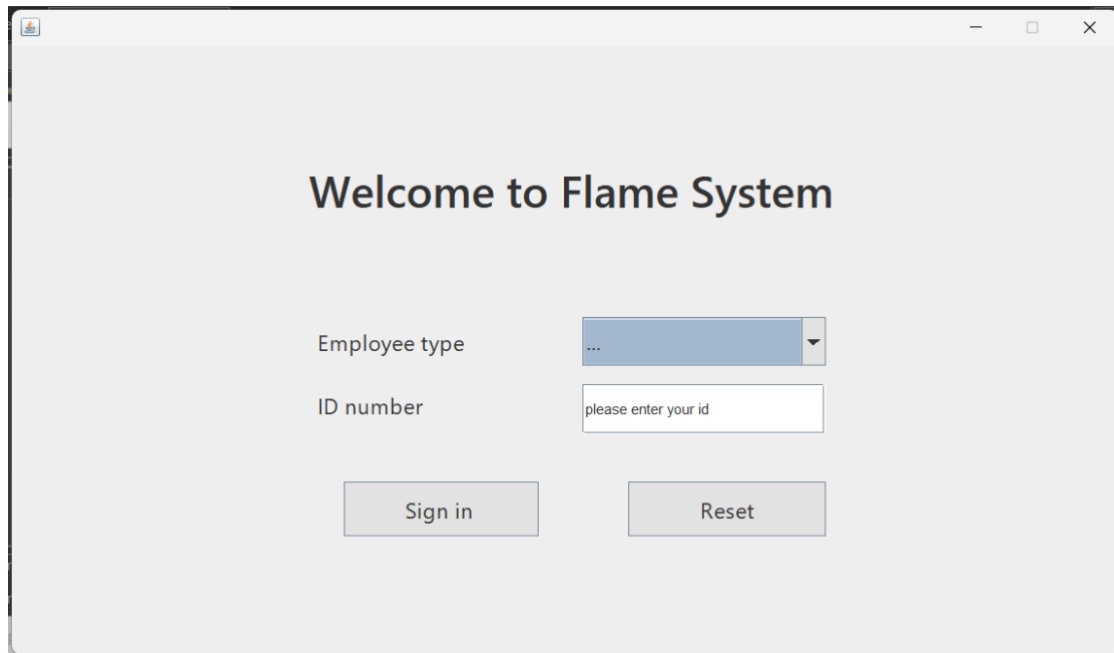 Welcome to Flame System
Employee type
...
ID number
please enter your id
Sign in
Reset